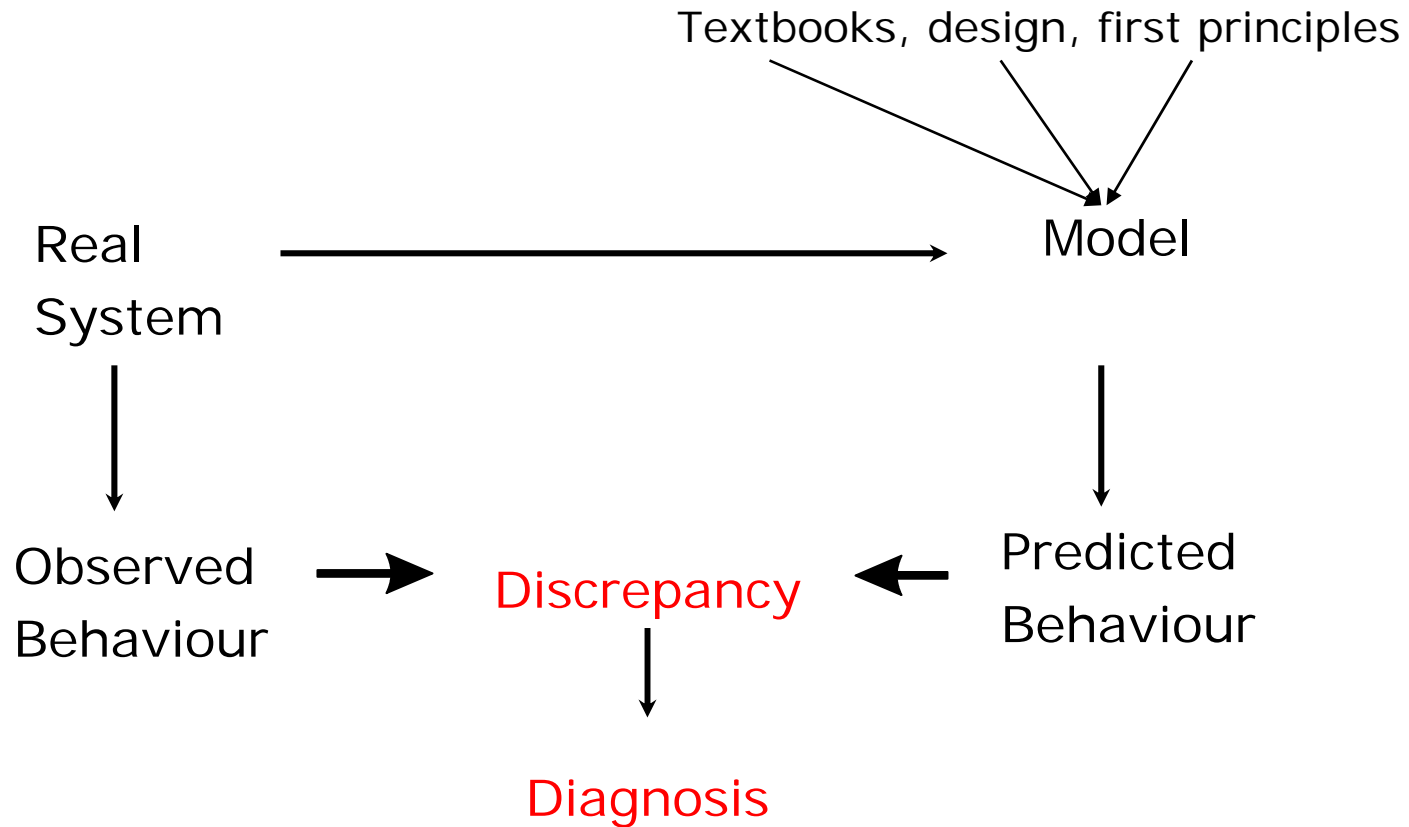 Textbooks, design, first principles
Real
System
Model
Observed
Behaviour
Discrepancy
Predicted
Behaviour
Diagnosis